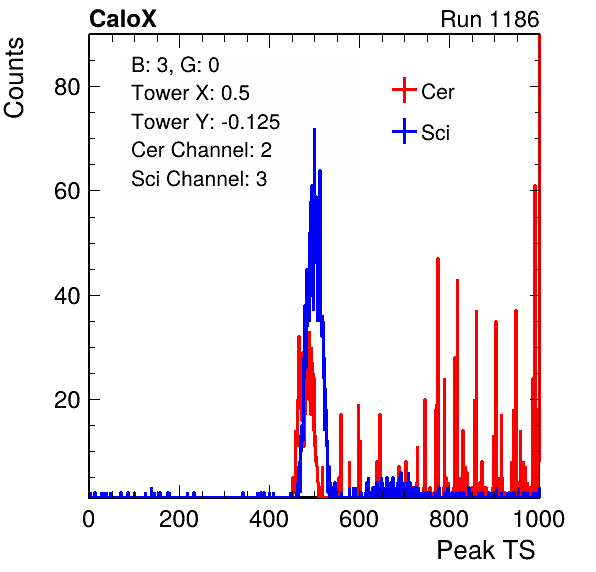 CaloX Run 1186
Counts
B: 3, G: 0
Tower X: 0.5
Tower Y: -0.125
Cer Channel: 2
Sci Channel: 3
Cer
Sci
80
60
40
20
0 200 400 600 800 1000
Peak TS